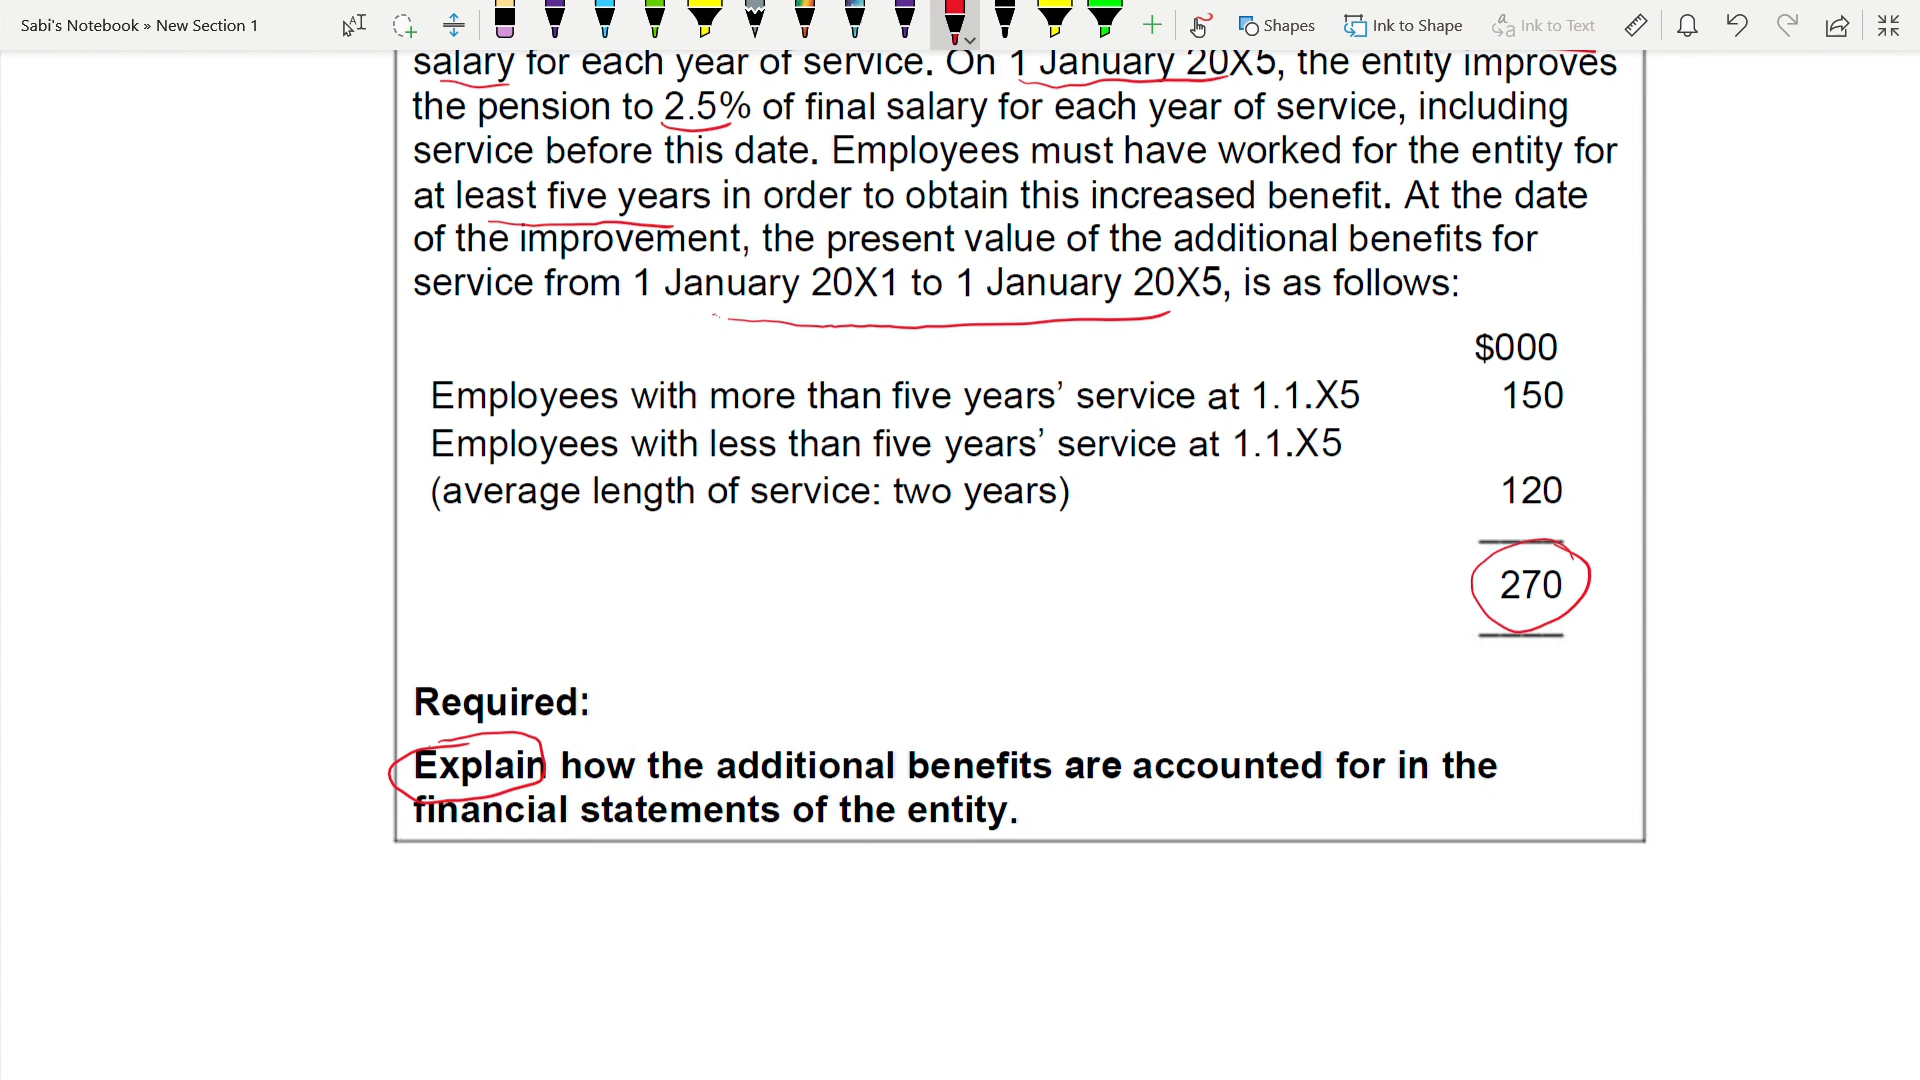 Sabi's Notebook » New Section 1
Shapes
Ink to Shape
Ink to Text
salary for each year of service. On 1 January 20X5, the entity improves
the pension to 2.5% of final salary for each year of service, including
service before this date. Employees must have worked for the entity for
at least five years in order to obtain this increased benefit. At the date
of the improvement, the present value of the additional benefits for
service from 1 January 20X1 to 1 January 20X5, is as follows:
$000
Employees with more than five years’ service at 1.1.X5 150
Employees with less than five years’ service at 1.1.X5
(average length of service: two years) 120
270
Required:
Explain how the additional benefits are accounted for in the
financial statements of the entity.